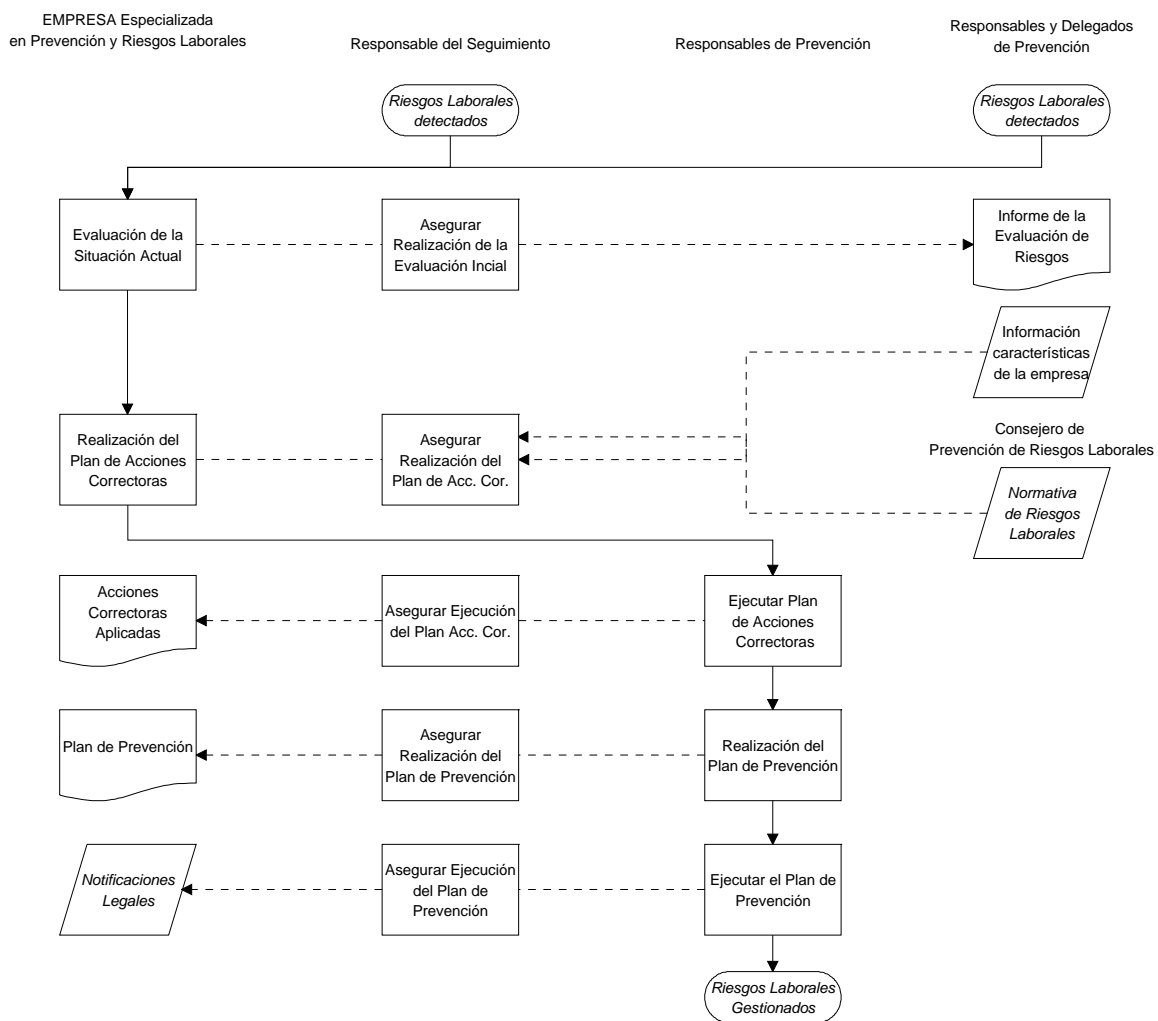 EMPRESA Especializada
en Prevención y Riesgos Laborales
Responsable del Seguimiento
Responsables de Prevención
Responsables y Delegados
de Prevención
Riesgos Laborales
detectados
Riesgos Laborales
detectados
Evaluación de la
Situación Actual
Asegurar
Realización de la
Evaluación Incial
Informe de la
Evaluación de
Riesgos
Información
características
de la empresa
Realización del
Plan de Acciones
Correctoras
Asegurar
Realización del
Plan de Acc. Cor.
Consejero de
Prevención de Riesgos Laborales
Normativa
de Riesgos
Laborales
Acciones
Correctoras
Aplicadas
Asegurar Ejecución
del Plan Acc. Cor.
Ejecutar Plan
de Acciones
Correctoras
Plan de Prevención
Asegurar
Realización del
Plan de Prevención
Realización del
Plan de Prevención
Notificaciones
Legales
Asegurar Ejecución
del Plan de
Prevención
Ejecutar el Plan de
Prevención
Riesgos Laborales
Gestionados